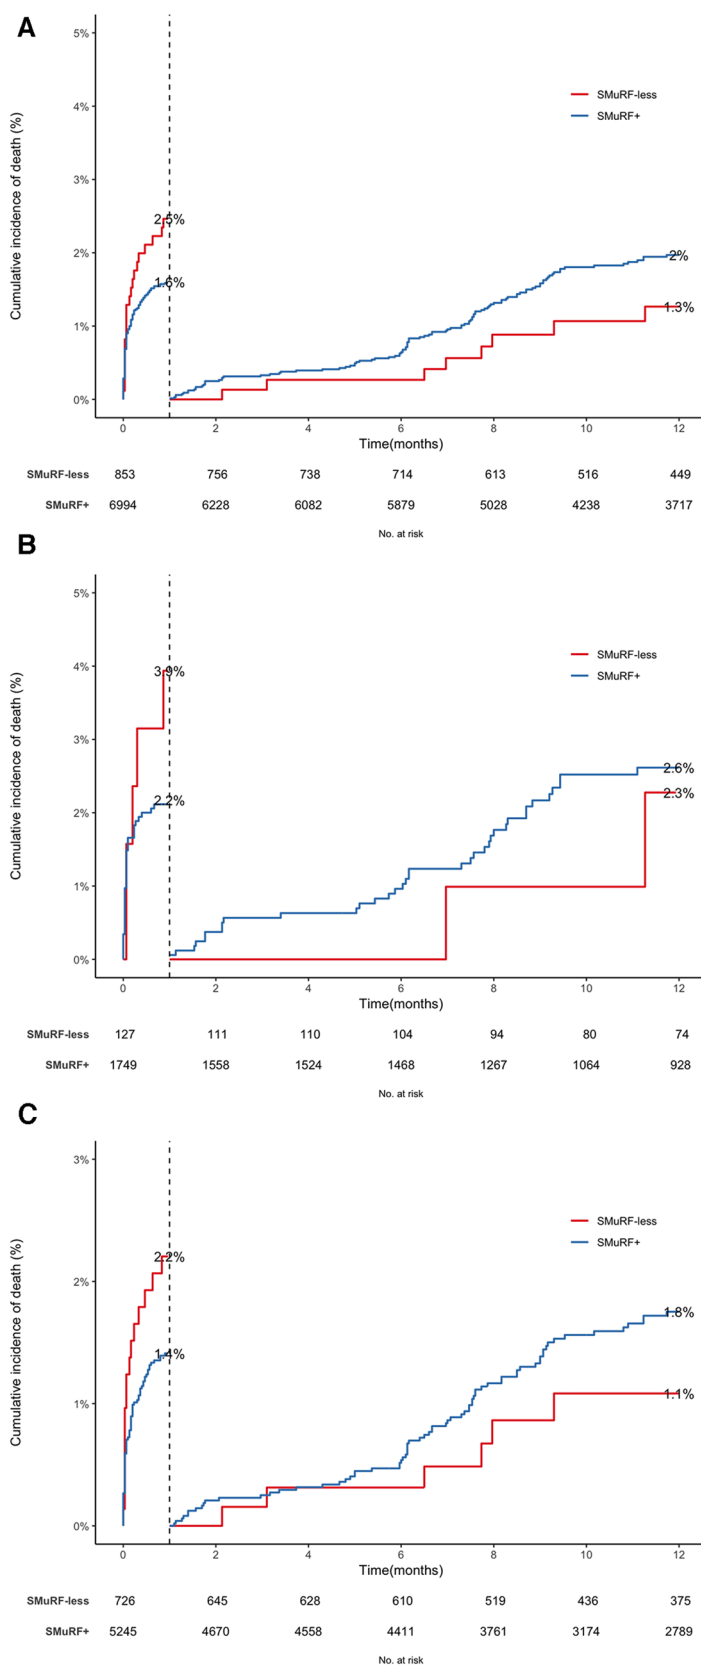 A
Cumulative incidence of death (%)
5%
4%
3%
2%
1%
0%
SMuRF-less
SMuRF+
2.5%
1.6%
2%
1.3%
0 2 4 6 8 10 12
Time(months)
SMuRF-less 853 756 738 714 613 516 449
SMuRF+ 6994 6228 6082 5879 5028 4238 3717
No. at risk
B
Cumulative incidence of death (%)
5%
4%
3%
2%
1%
0%
SMuRF-less
SMuRF+
3.9%
2.2%
2.6%
2.3%
0 2 4 6 8 10 12
Time(months)
SMuRF-less 127 111 110 104 94 80 74
SMuRF+ 1749 1558 1524 1468 1267 1064 928
No. at risk
C
Cumulative incidence of death (%)
3%
2%
1%
0%
SMuRF-less
SMuRF+
2.2%
1.4%
1.8%
1.1%
0 2 4 6 8 10 12
Time(months)
SMuRF-less 726 645 628 610 519 436 375
SMuRF+ 5245 4670 4558 4411 3761 3174 2789
No. at risk